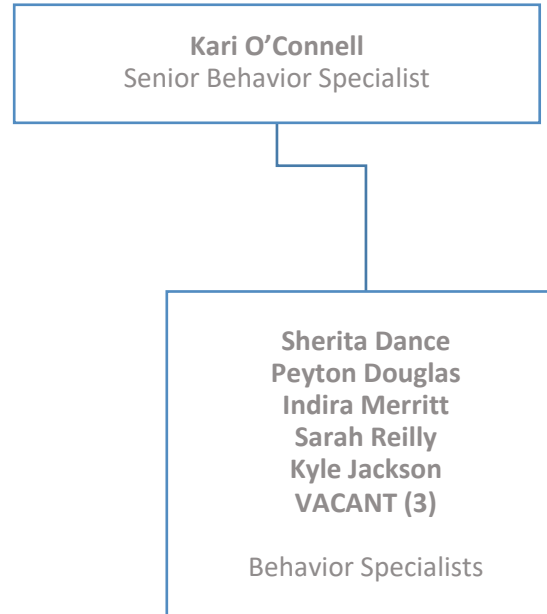 Kari O’Connell
Senior Behavior Specialist
Sherita Dance
Peyton Douglas
Indira Merritt
Sarah Reilly
Kyle Jackson
VACANT (3)
Behavior Specialists